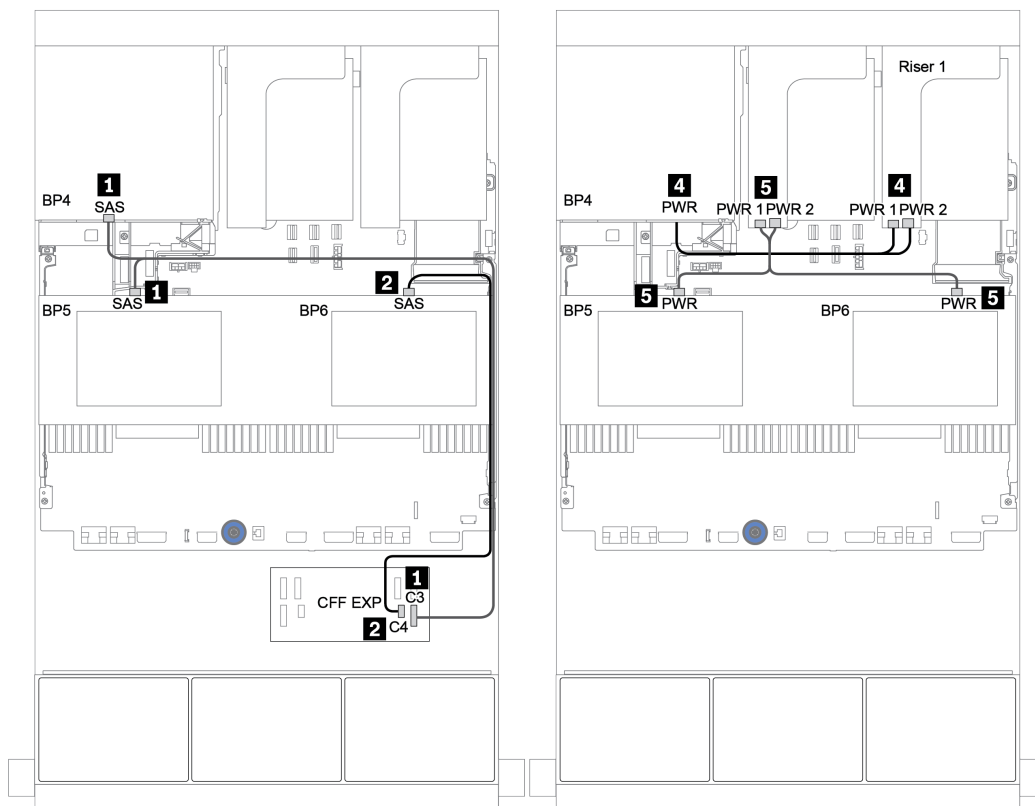 BP4
1
SAS
SAS
1
2
SAS
BP5
BP6
1
C3
CFF EXP
2
C4
Riser 1
BP4
4
PWR
5
PWR 1 PWR 2
4
PWR 1 PWR 2
5
PWR
PWR
5
BP5
BP6